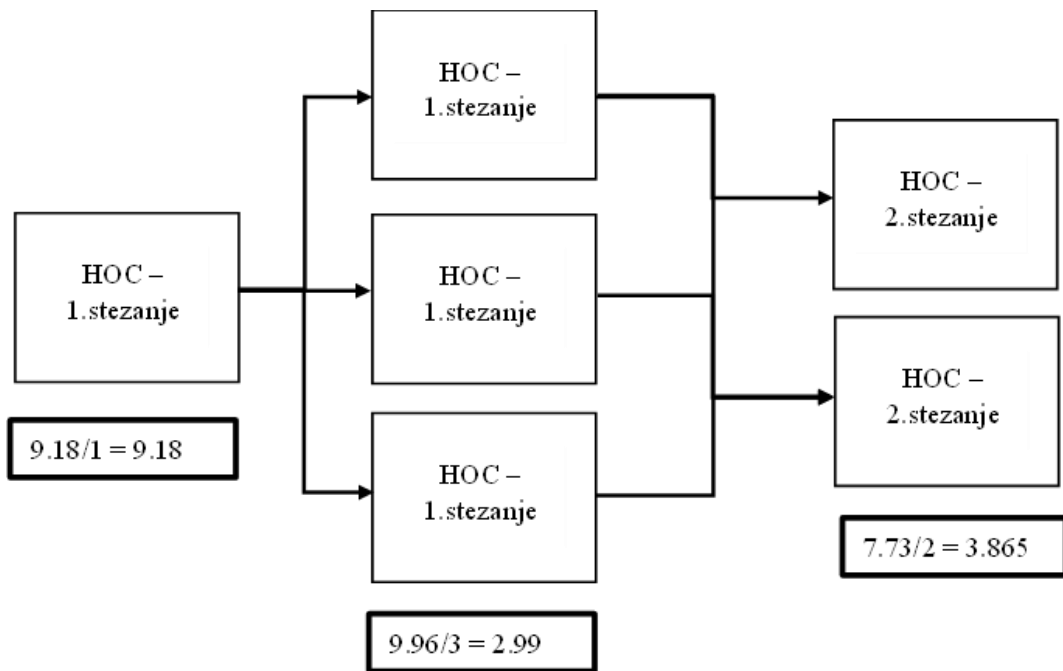 HOC –
1.stezanje
9.18/1 = 9.18
HOC –
1.stezanje
HOC –
1.stezanje
HOC –
1.stezanje
9.96/3 = 2.99
HOC –
2.stezanje
HOC –
2.stezanje
7.73/2 = 3.865